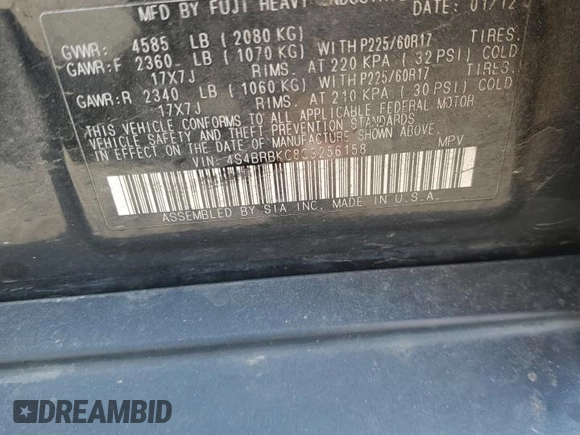 MFD BY FUJI HEAVY DATE: 01/12
GVWR: 4585 LB ( 2080 KG)
GAWR:F 2360 LB ( 1070 KG) WITH P225/60R17 TIRES.
17X7J RIMS. AT 220 KPA ( 32 PSI) COLD
GAWR:R 2340 LB ( 1060 KG) WITH P225/60R17 TIRES.
17X7J RIMS. AT 210 KPA ( 30 PSI) COLD
THIS VEHICLE CONFORMS TO ALL APPLICABLE FEDERAL MOTOR
VEHICLE SAFETY AND THEFT PREVENTION STANDARDS
IN EFFECT ON THE DATE OF MANUFACTURE SHOWN ABOVE.
VIN: 4S4BRBKC8C3256158 MPV
ASSEMBLED BY SIA INC. MADE IN U.S.A.
DREAMBID